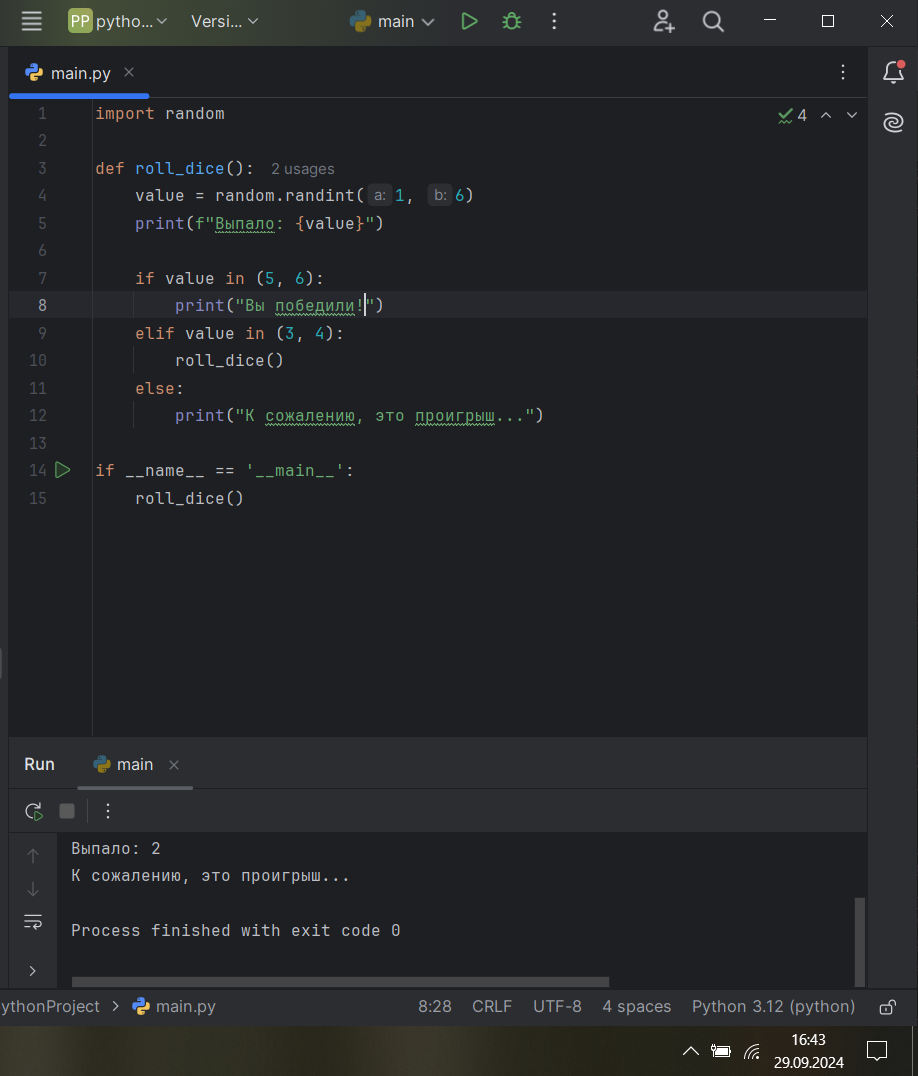 PP pytho... Versi... main
main.py
1 import random 4
2
3 def roll_dice(): 2 usages
4 value = random.randint( a: 1, b: 6)
5 print(f"Выпало: {value}")
6
7 if value in (5, 6):
8 print("Вы победили!")
9 elif value in (3, 4):
10 roll_dice()
11 else:
12 print("К сожалению, это проигрыш...")
13
14 if __name__ == '__main__':
15 roll_dice()
Run main
Выпало: 2
К сожалению, это проигрыш...
Process finished with exit code 0
ythonProject main.py 8:28 CRLF UTF-8 4 spaces Python 3.12 (python)
16:43
29.09.2024